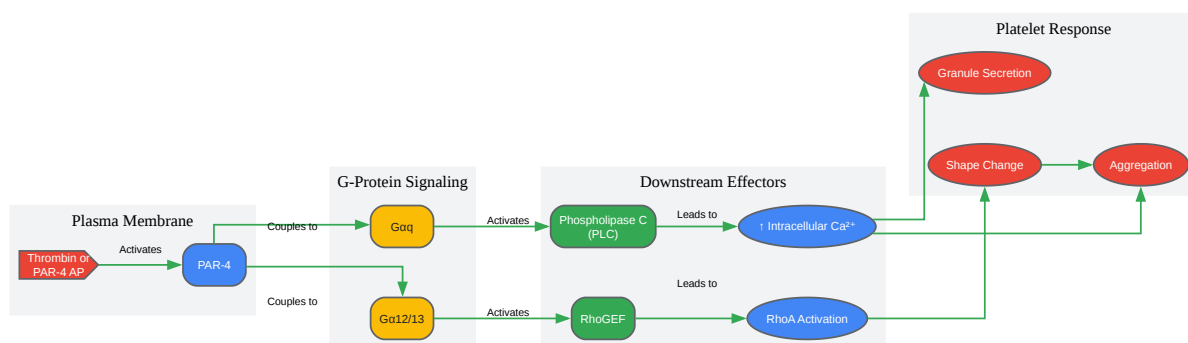 Platelet Response
Granule Secretion
Shape Change
Aggregation
G-Protein Signaling
Downstream Effectors
Plasma Membrane
Activates
Thrombin or
PAR-4 AP
PAR-4
Couples to
Couples to
Gαq
Gα12/13
Activates
Activates
Phospholipase C
(PLC)
RhoGEF
Leads to
Leads to
↑ Intracellular Ca²⁺
RhoA Activation